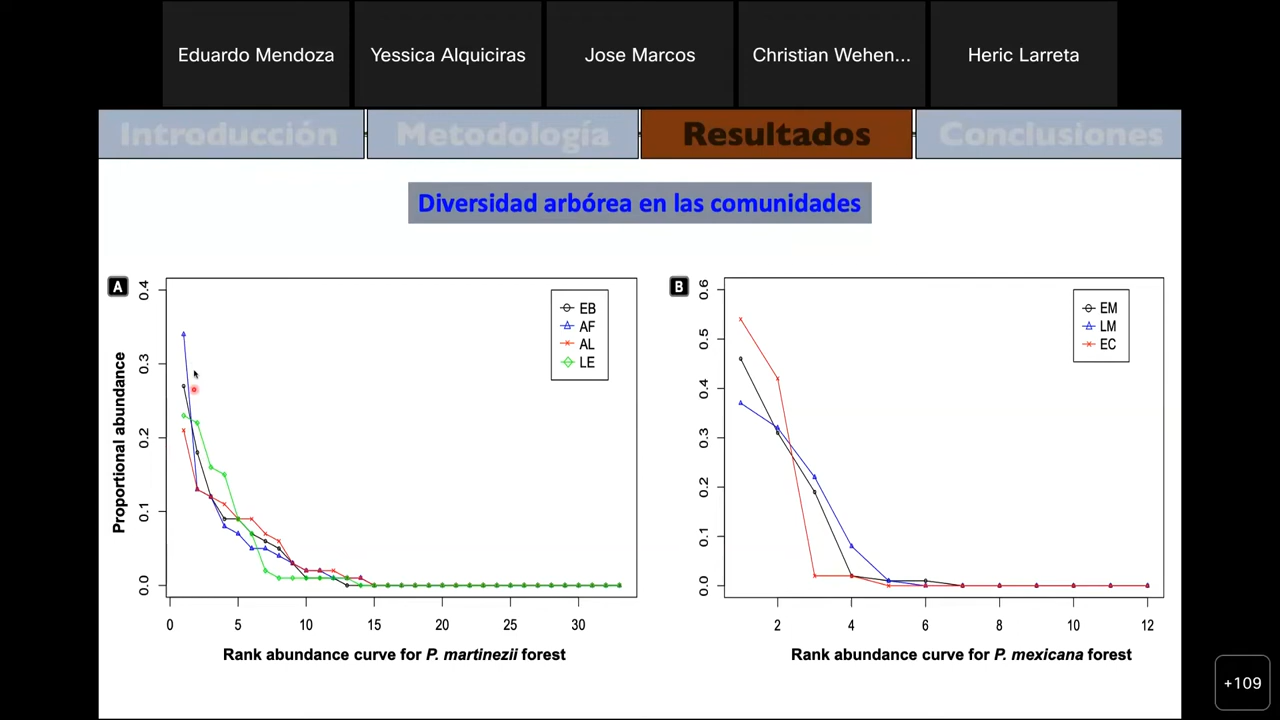 Eduardo Mendoza
Yessica Alquiciras
Jose Marcos
Christian Wehen...
Heric Larreta
Introducción
Metodología
Resultados
Conclusiones
Diversidad arbórea en las comunidades
A
0.4
0.3
0.2
0.1
0.0
Proportional abundance
EB
AF
AL
LE
0 5 10 15 20 25 30
Rank abundance curve for P. martinezii forest
B
0.6
0.5
0.4
0.3
0.2
0.1
0.0
EM
LM
EC
2 4 6 8 10 12
Rank abundance curve for P. mexicana forest
+109